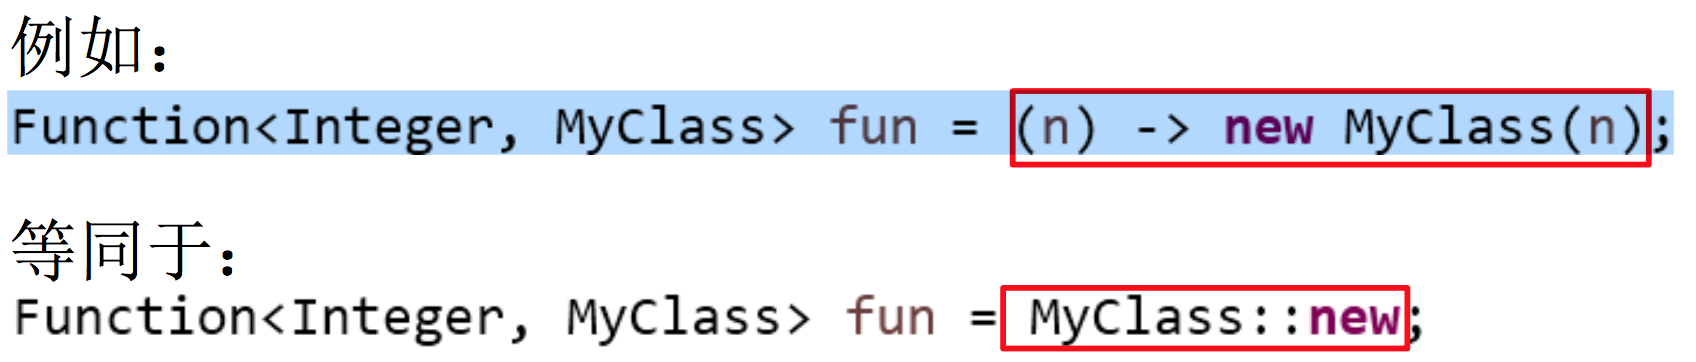 例如：
Function<Integer, MyClass> fun = (n) -> new MyClass(n);
等同于：
Function<Integer, MyClass> fun = MyClass::new;